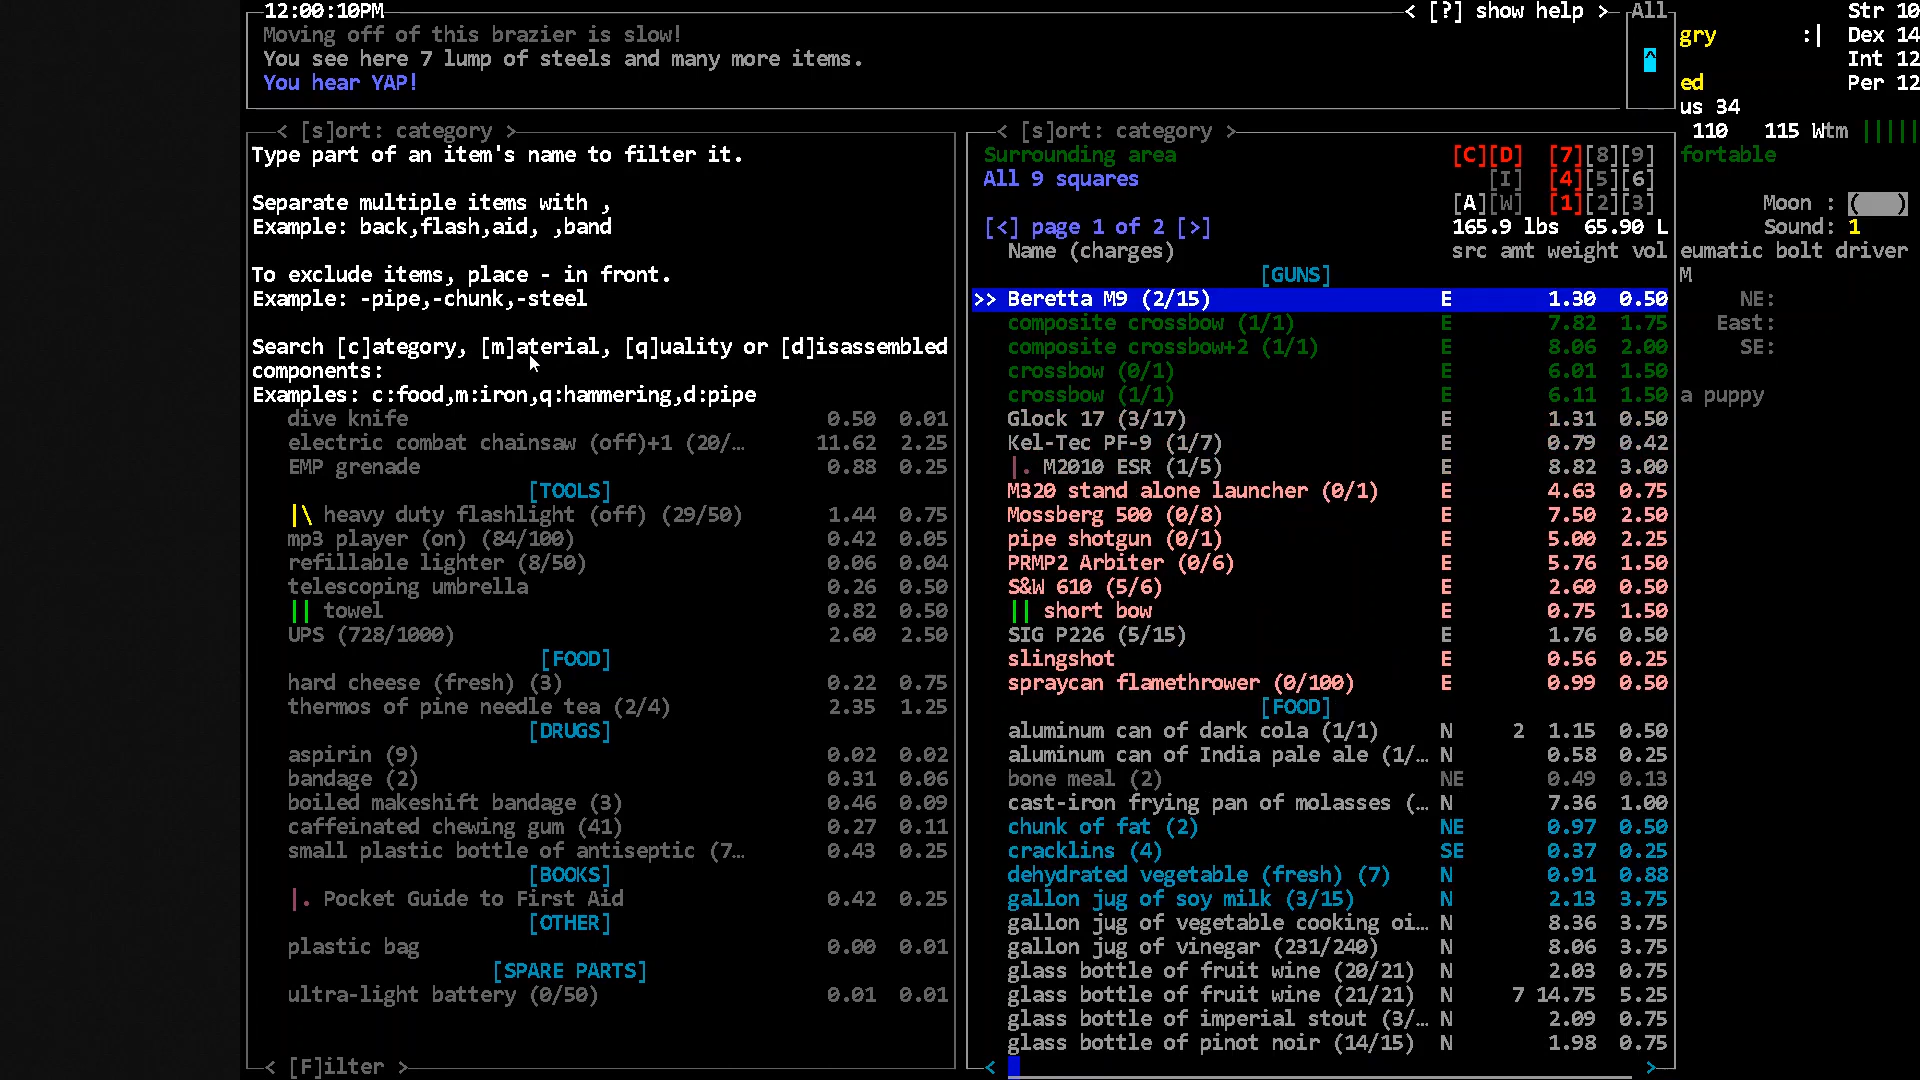 12:00:10PM
< [?] show help >
All
Moving off of this brazier is slow!
You see here 7 lump of steels and many more items.
You hear YAP!
^
Str 10
gry :| Dex 14
Int 12
ed Per 12
us 34
110 115 Wtm |||||
fortable
Moon : ( )
Sound: 1
eumatic bolt driver
M
NE:
East:
SE:
a puppy
< [s]ort: category >
Type part of an item's name to filter it.
Separate multiple items with ,
Example: back,flash,aid, ,band
To exclude items, place - in front.
Example: -pipe,-chunk,-steel
Search [c]ategory, [m]aterial, [q]uality or [d]isassembled
components:
Examples: c:food,m:iron,q:hammering,d:pipe
dive knife 0.50 0.01
electric combat chainsaw (off)+1 (20/… 11.62 2.25
EMP grenade 0.88 0.25
[TOOLS]
|\ heavy duty flashlight (off) (29/50) 1.44 0.75
mp3 player (on) (84/100) 0.42 0.05
refillable lighter (8/50) 0.06 0.04
telescoping umbrella 0.26 0.50
|| towel 0.82 0.50
UPS (728/1000) 2.60 2.50
[FOOD]
hard cheese (fresh) (3) 0.22 0.75
thermos of pine needle tea (2/4) 2.35 1.25
[DRUGS]
aspirin (9) 0.02 0.02
bandage (2) 0.31 0.06
boiled makeshift bandage (3) 0.46 0.09
caffeinated chewing gum (41) 0.27 0.11
small plastic bottle of antiseptic (7… 0.43 0.25
[BOOKS]
|. Pocket Guide to First Aid 0.42 0.25
[OTHER]
plastic bag 0.00 0.01
[SPARE PARTS]
ultra-light battery (0/50) 0.01 0.01
< [F]ilter >
< [s]ort: category >
Surrounding area [C][D] [7][8][9]
All 9 squares [I] [4][5][6]
[A][W] [1][2][3]
[<] page 1 of 2 [>] 165.9 lbs 65.90 L
Name (charges) src amt weight vol
[GUNS]
>> Beretta M9 (2/15) E 1.30 0.50
composite crossbow (1/1) E 7.82 1.75
composite crossbow+2 (1/1) E 8.06 2.00
crossbow (0/1) E 6.01 1.50
crossbow (1/1) E 6.11 1.50
Glock 17 (3/17) E 1.31 0.50
Kel-Tec PF-9 (1/7) E 0.79 0.42
|. M2010 ESR (1/5) E 8.82 3.00
M320 stand alone launcher (0/1) E 4.63 0.75
Mossberg 500 (0/8) E 7.50 2.50
pipe shotgun (0/1) E 5.00 2.25
PRMP2 Arbiter (0/6) E 5.76 1.50
S&W 610 (5/6) E 2.60 0.50
|| short bow E 0.75 1.50
SIG P226 (5/15) E 1.76 0.50
slingshot E 0.56 0.25
spraycan flamethrower (0/100) E 0.99 0.50
[FOOD]
aluminum can of dark cola (1/1) N 2 1.15 0.50
aluminum can of India pale ale (1/… N 0.58 0.25
bone meal (2) NE 0.49 0.13
cast-iron frying pan of molasses (… N 7.36 1.00
chunk of fat (2) NE 0.97 0.50
cracklins (4) SE 0.37 0.25
dehydrated vegetable (fresh) (7) N 0.91 0.88
gallon jug of soy milk (3/15) N 2.13 3.75
gallon jug of vegetable cooking oi… N 8.36 3.75
gallon jug of vinegar (231/240) N 8.06 3.75
glass bottle of fruit wine (20/21) N 2.03 0.75
glass bottle of fruit wine (21/21) N 7 14.75 5.25
glass bottle of imperial stout (3/… N 2.09 0.75
glass bottle of pinot noir (14/15) N 1.98 0.75
< >